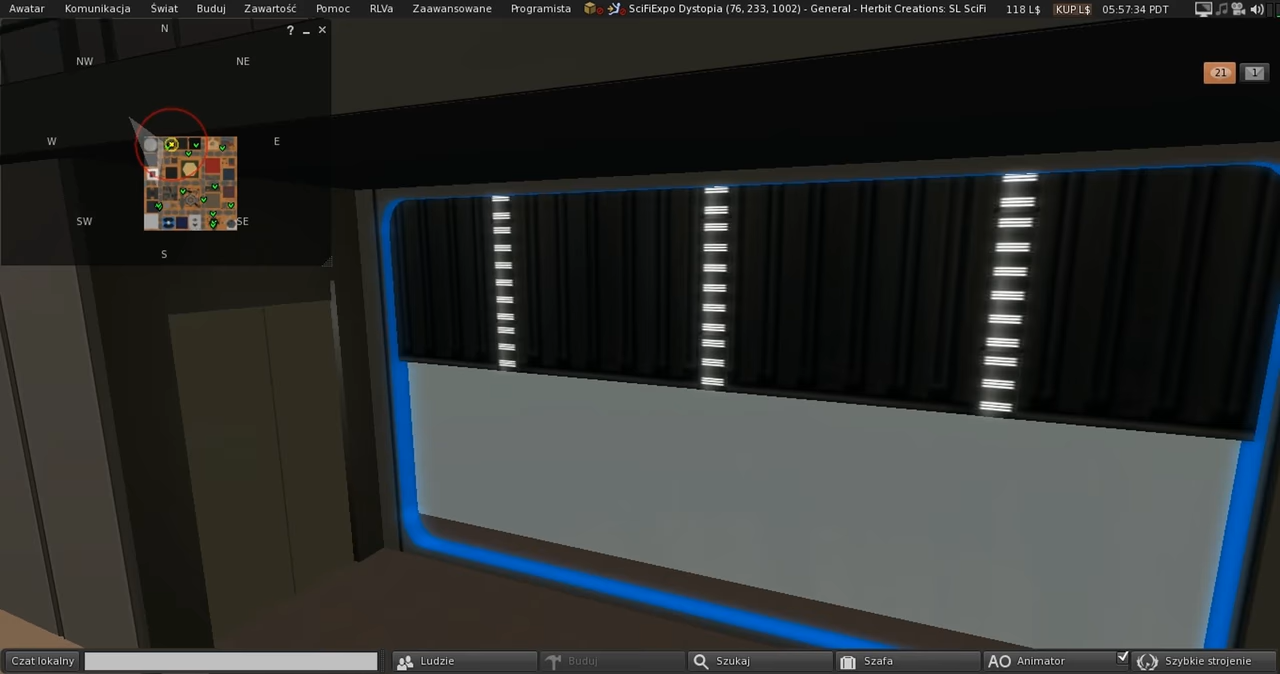 Awatar Komunikacja Świat Buduj Zawartość Pomoc RLVa Zaawansowane Programista SciFiExpo Dystopia (76, 233, 1002) - General - Herbit Creations: SL SciFi 118 L$ KUP L$ 05:57:34 PDT
N ? _ ×
NW NE
21 1
W E
SW SE
S
Czat lokalny Ludzie Buduj Szukaj Szafa AO Animator Szybkie strojenie